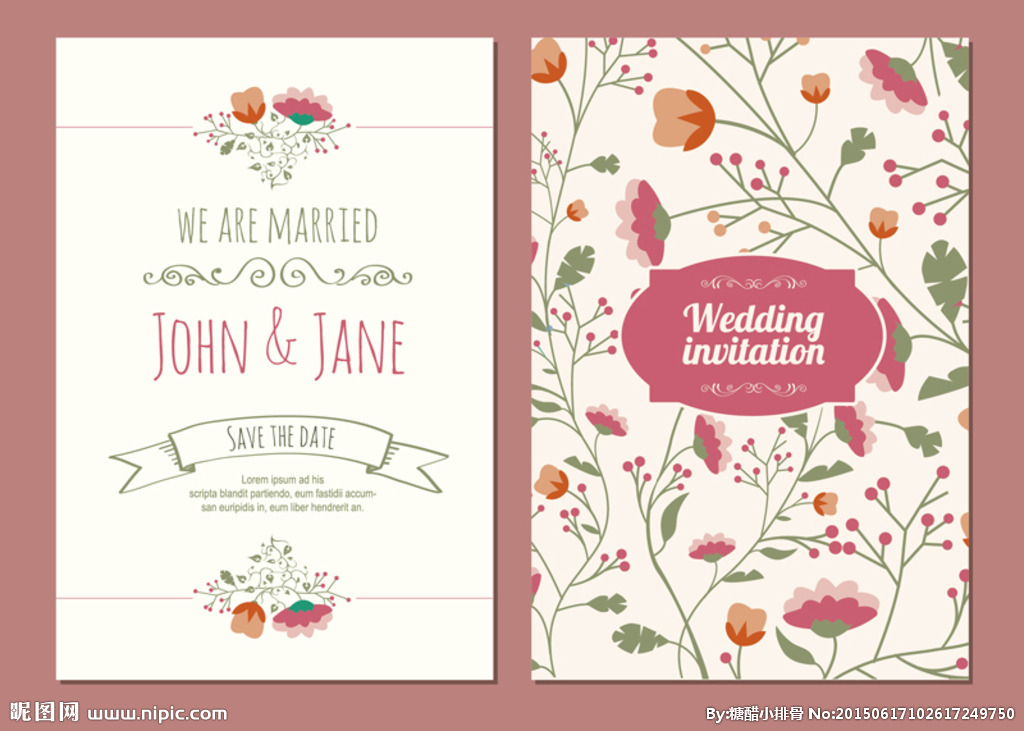 WE ARE MARRIED
JOHN & JANE
SAVE THE DATE
Lorem ipsum ad his
scripta blandit partiendo, eum fastidii accum-
san euripidis in, eum liber hendrerit an.
Wedding
invitation
昵图网 www.nipic.com
By:糖醋小排骨 No:20150617102617249750